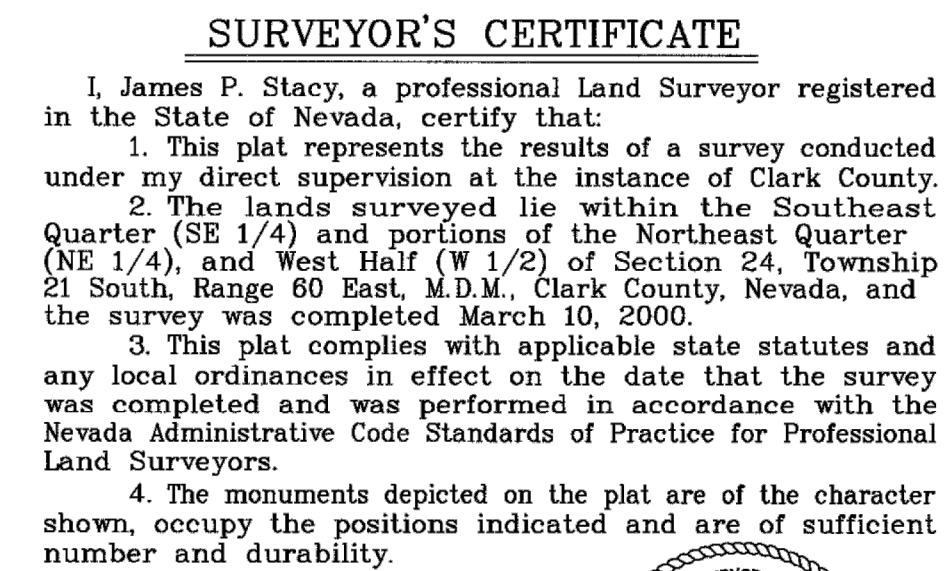 SURVEYOR'S CERTIFICATE
I, James P. Stacy, a professional Land Surveyor registered
in the State of Nevada, certify that:
1. This plat represents the results of a survey conducted
under my direct supervision at the instance of Clark County.
2. The lands surveyed lie within the Southeast
Quarter (SE 1/4) and portions of the Northeast Quarter
(NE 1/4), and West Half (W 1/2) of Section 24, Township
21 South, Range 60 East, M.D.M., Clark County, Nevada, and
the survey was completed March 10, 2000.
3. This plat complies with applicable state statutes and
any local ordinances in effect on the date that the survey
was completed and was performed in accordance with the
Nevada Administrative Code Standards of Practice for Professional
Land Surveyors.
4. The monuments depicted on the plat are of the character
shown, occupy the positions indicated and are of sufficient
number and durability.